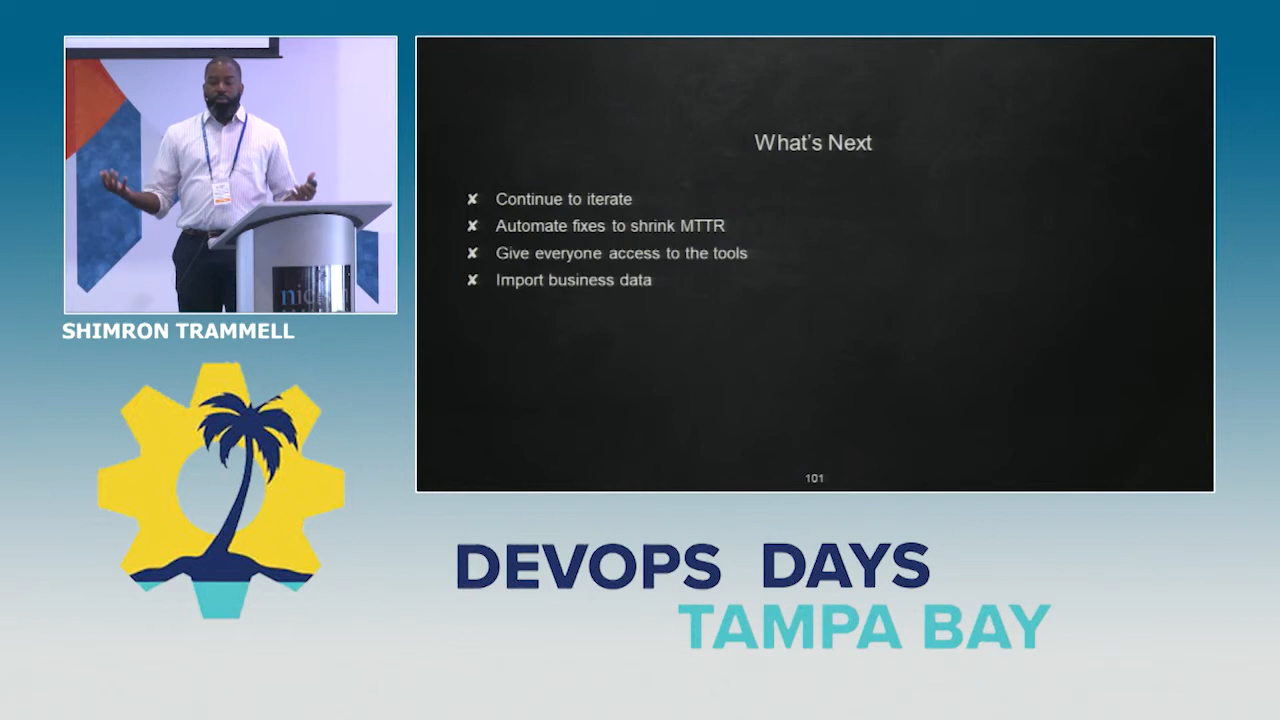 SHIMRON TRAMMELL
What's Next
✘ Continue to iterate
✘ Automate fixes to shrink MTTR
✘ Give everyone access to the tools
✘ Import business data
101
DEVOPS DAYS
TAMPA BAY